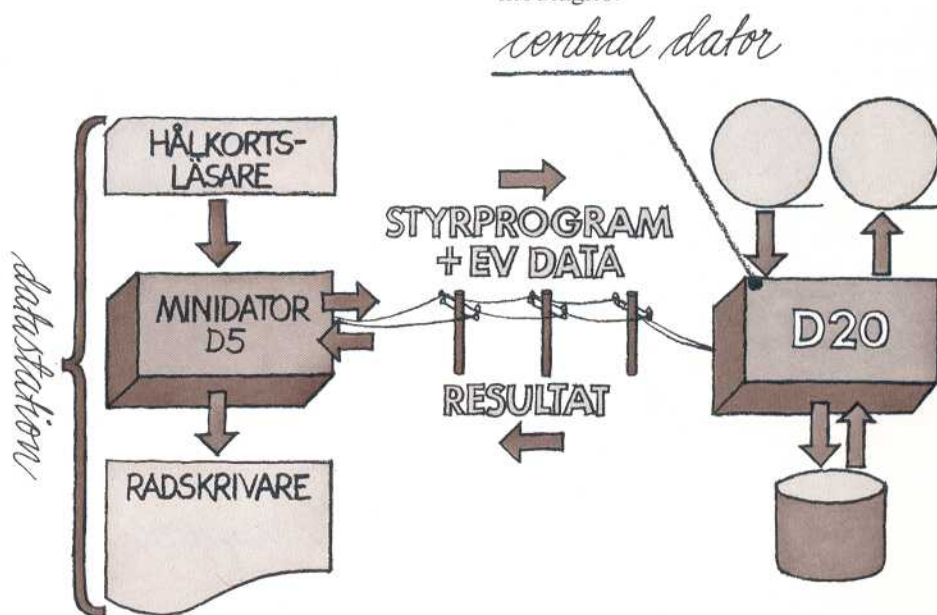 central dator
HÅLKORTS-
LÄSARE
STYRPROGRAM
+ EV DATA
MINIDATOR
D5
D20
RESULTAT
RADSKRIVARE
datastation